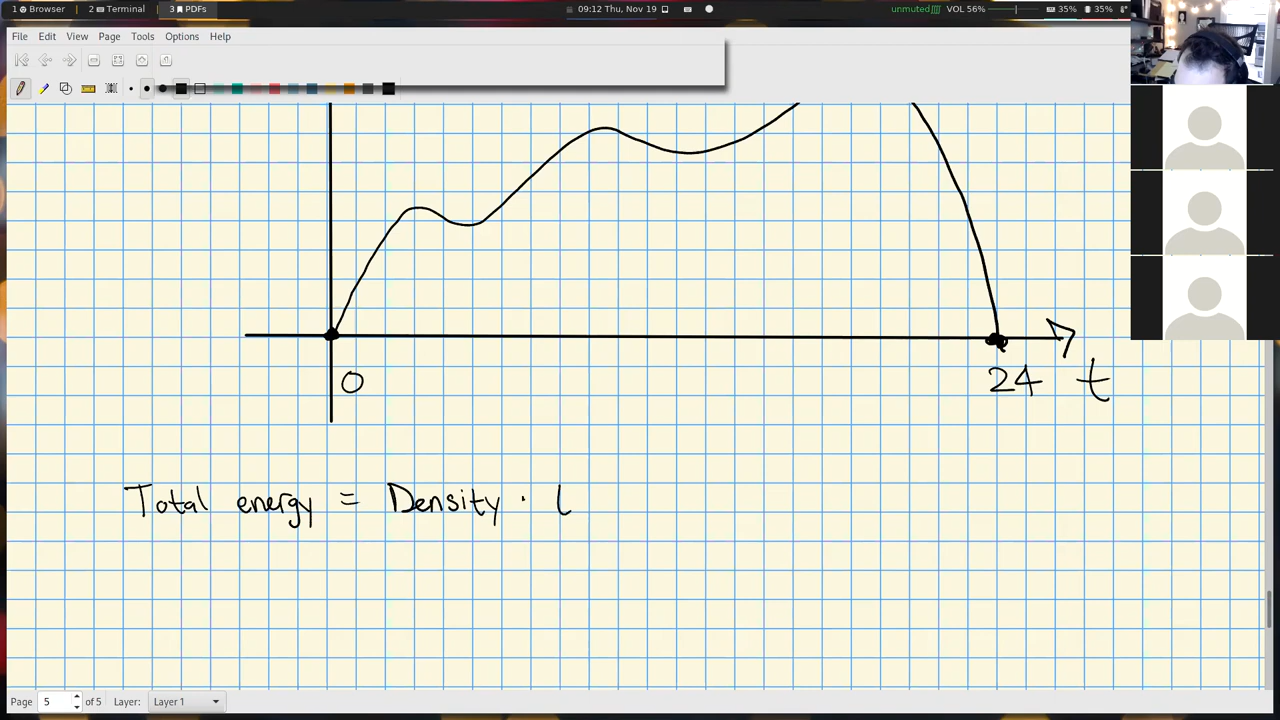 1 Browser 2 Terminal 3 PDFs 09:12 Thu, Nov 19 unmuted VOL 56% 35% 35%
File Edit View Page Tools Options Help
0
24 t
Total energy = Density · l
Page 5 of 5 Layer: Layer 1